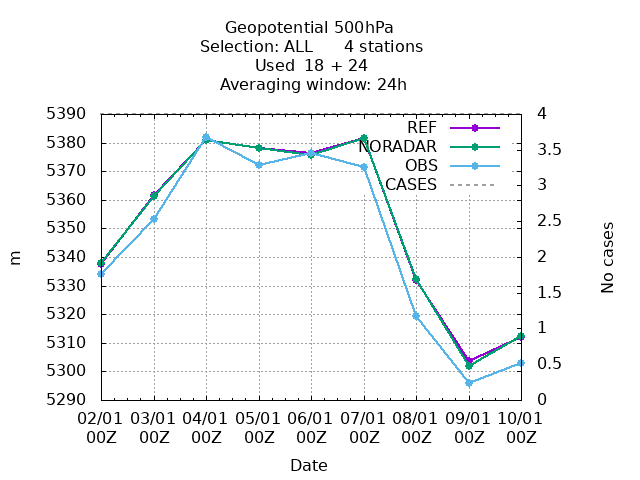 Geopotential 500hPa
Selection: ALL      4 stations
Used  18 + 24
Averaging window: 24h
5390
5380
5370
5360
5350
5340
5330
5320
5310
5300
5290
m
REF
NORADAR
OBS
CASES
4
3.5
3
2.5
2
1.5
1
0.5
0
No cases
02/01 03/01 04/01 05/01 06/01 07/01 08/01 09/01 10/01
00Z 00Z 00Z 00Z 00Z 00Z 00Z 00Z 00Z
Date